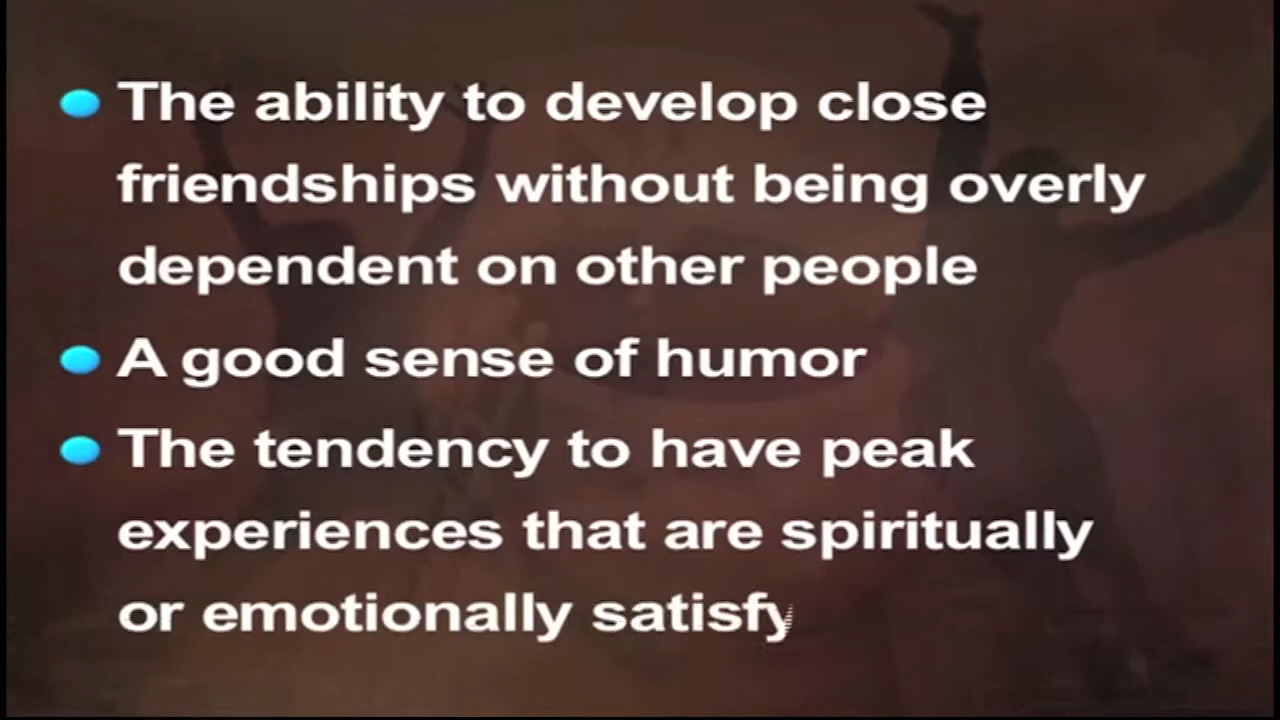 The ability to develop close
friendships without being overly
dependent on other people
A good sense of humor
The tendency to have peak
experiences that are spiritually
or emotionally satisfy